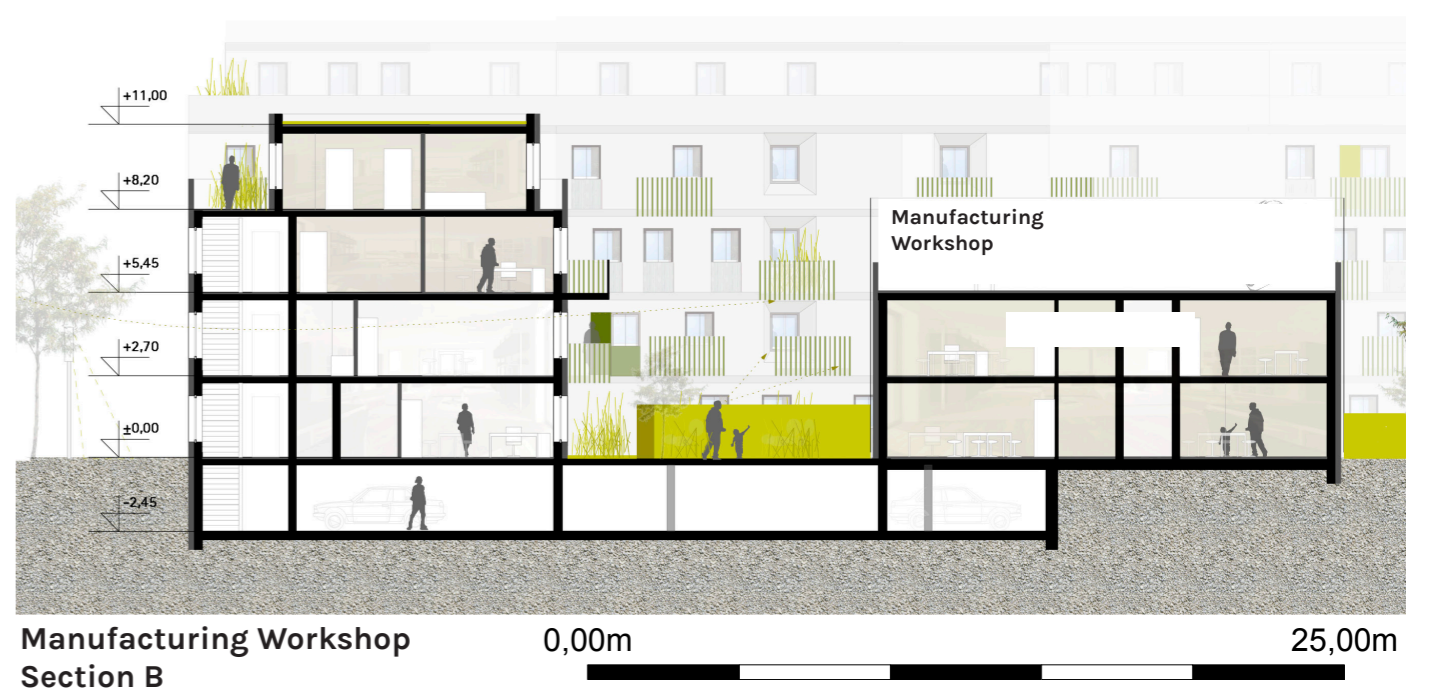 +11,00
+8,20
+5,45
+2,70
±0,00
-2,45
Manufacturing
Workshop
Manufacturing Workshop
Section B
0,00m
25,00m